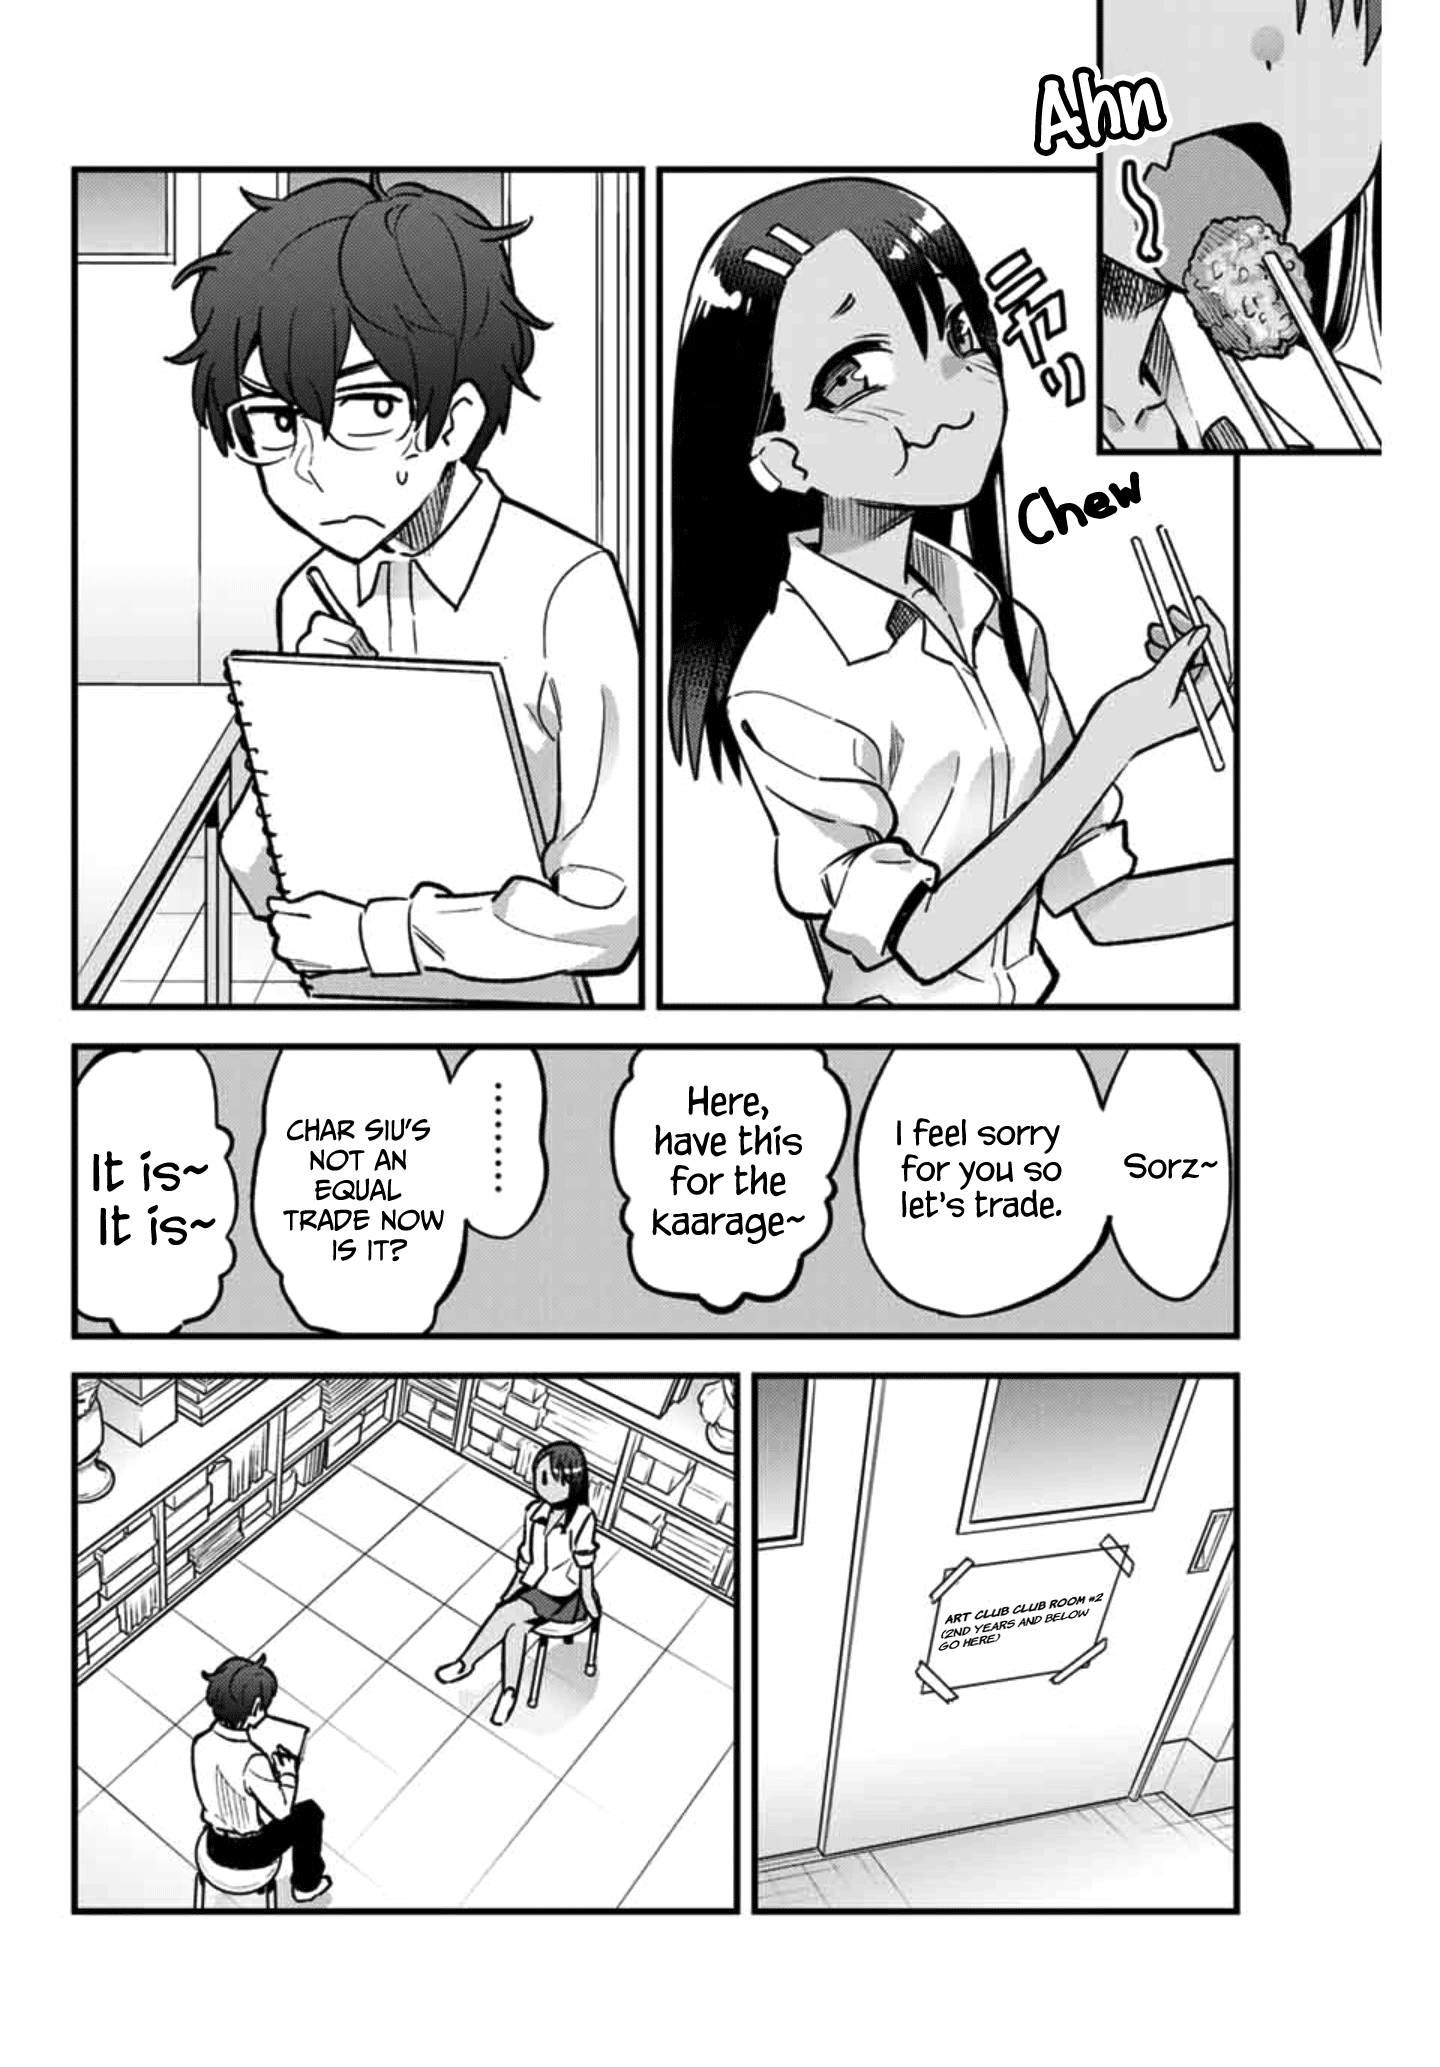 Ahn
ニヤリ
Chew
Sorz~
I feel sorry
for you so
let's trade.
Here,
have this
for the
kaarage~
.........
CHAR SIU'S
NOT AN
EQUAL
TRADE NOW
IS IT?
It is~
It is~
ART CLUB CLUB ROOM #2
(2ND YEARS AND BELOW
GO HERE)